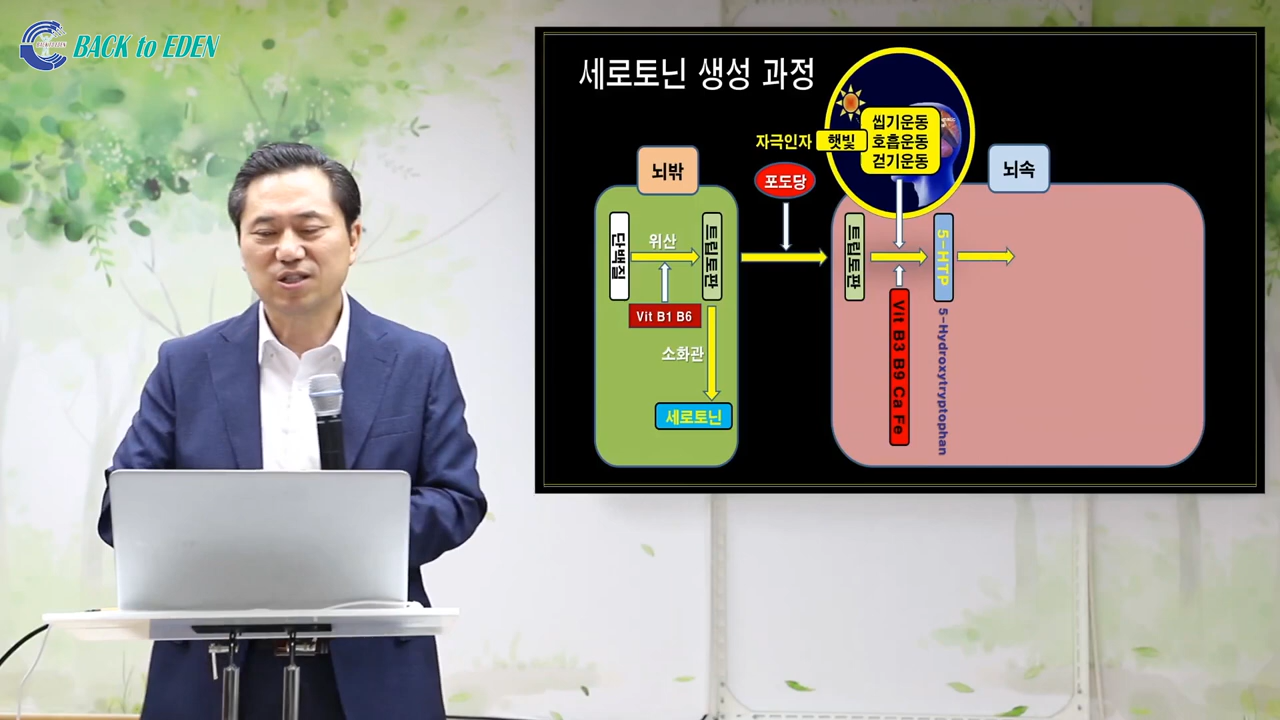 BACK to EDEN
세로토닌 생성 과정
씹기운동
자극인자 햇빛 호흡운동
걷기운동
뇌밖
포도당
뇌속
단백질
위산
트립토판
트립토판
5-HTP
Vit B1 B6
Vit B3 B9 Ca Fe
5-Hydroxytryptophan
소화관
세로토닌